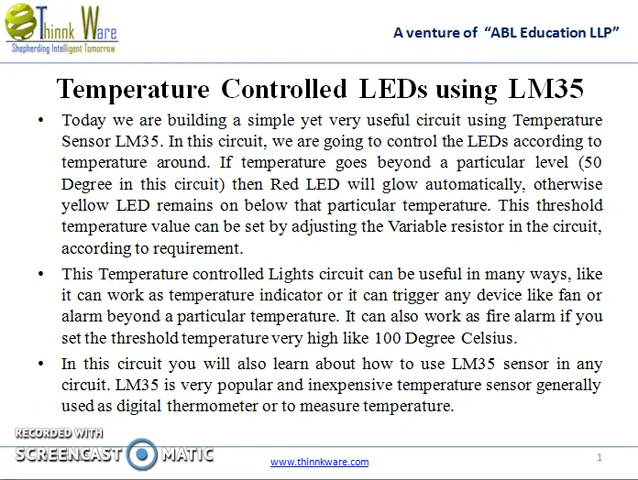 Thinnk Ware
Shepherding Intelligent Tomorrow
A venture of “ABL Education LLP”
Temperature Controlled LEDs using LM35
• Today we are building a simple yet very useful circuit using Temperature
Sensor LM35. In this circuit, we are going to control the LEDs according to
temperature around. If temperature goes beyond a particular level (50
Degree in this circuit) then Red LED will glow automatically, otherwise
yellow LED remains on below that particular temperature. This threshold
temperature value can be set by adjusting the Variable resistor in the circuit,
according to requirement.
• This Temperature controlled Lights circuit can be useful in many ways, like
it can work as temperature indicator or it can trigger any device like fan or
alarm beyond a particular temperature. It can also work as fire alarm if you
set the threshold temperature very high like 100 Degree Celsius.
• In this circuit you will also learn about how to use LM35 sensor in any
circuit. LM35 is very popular and inexpensive temperature sensor generally
used as digital thermometer or to measure temperature.
RECORDED WITH
SCREENCAST MATIC
www.thinnkware.com
1